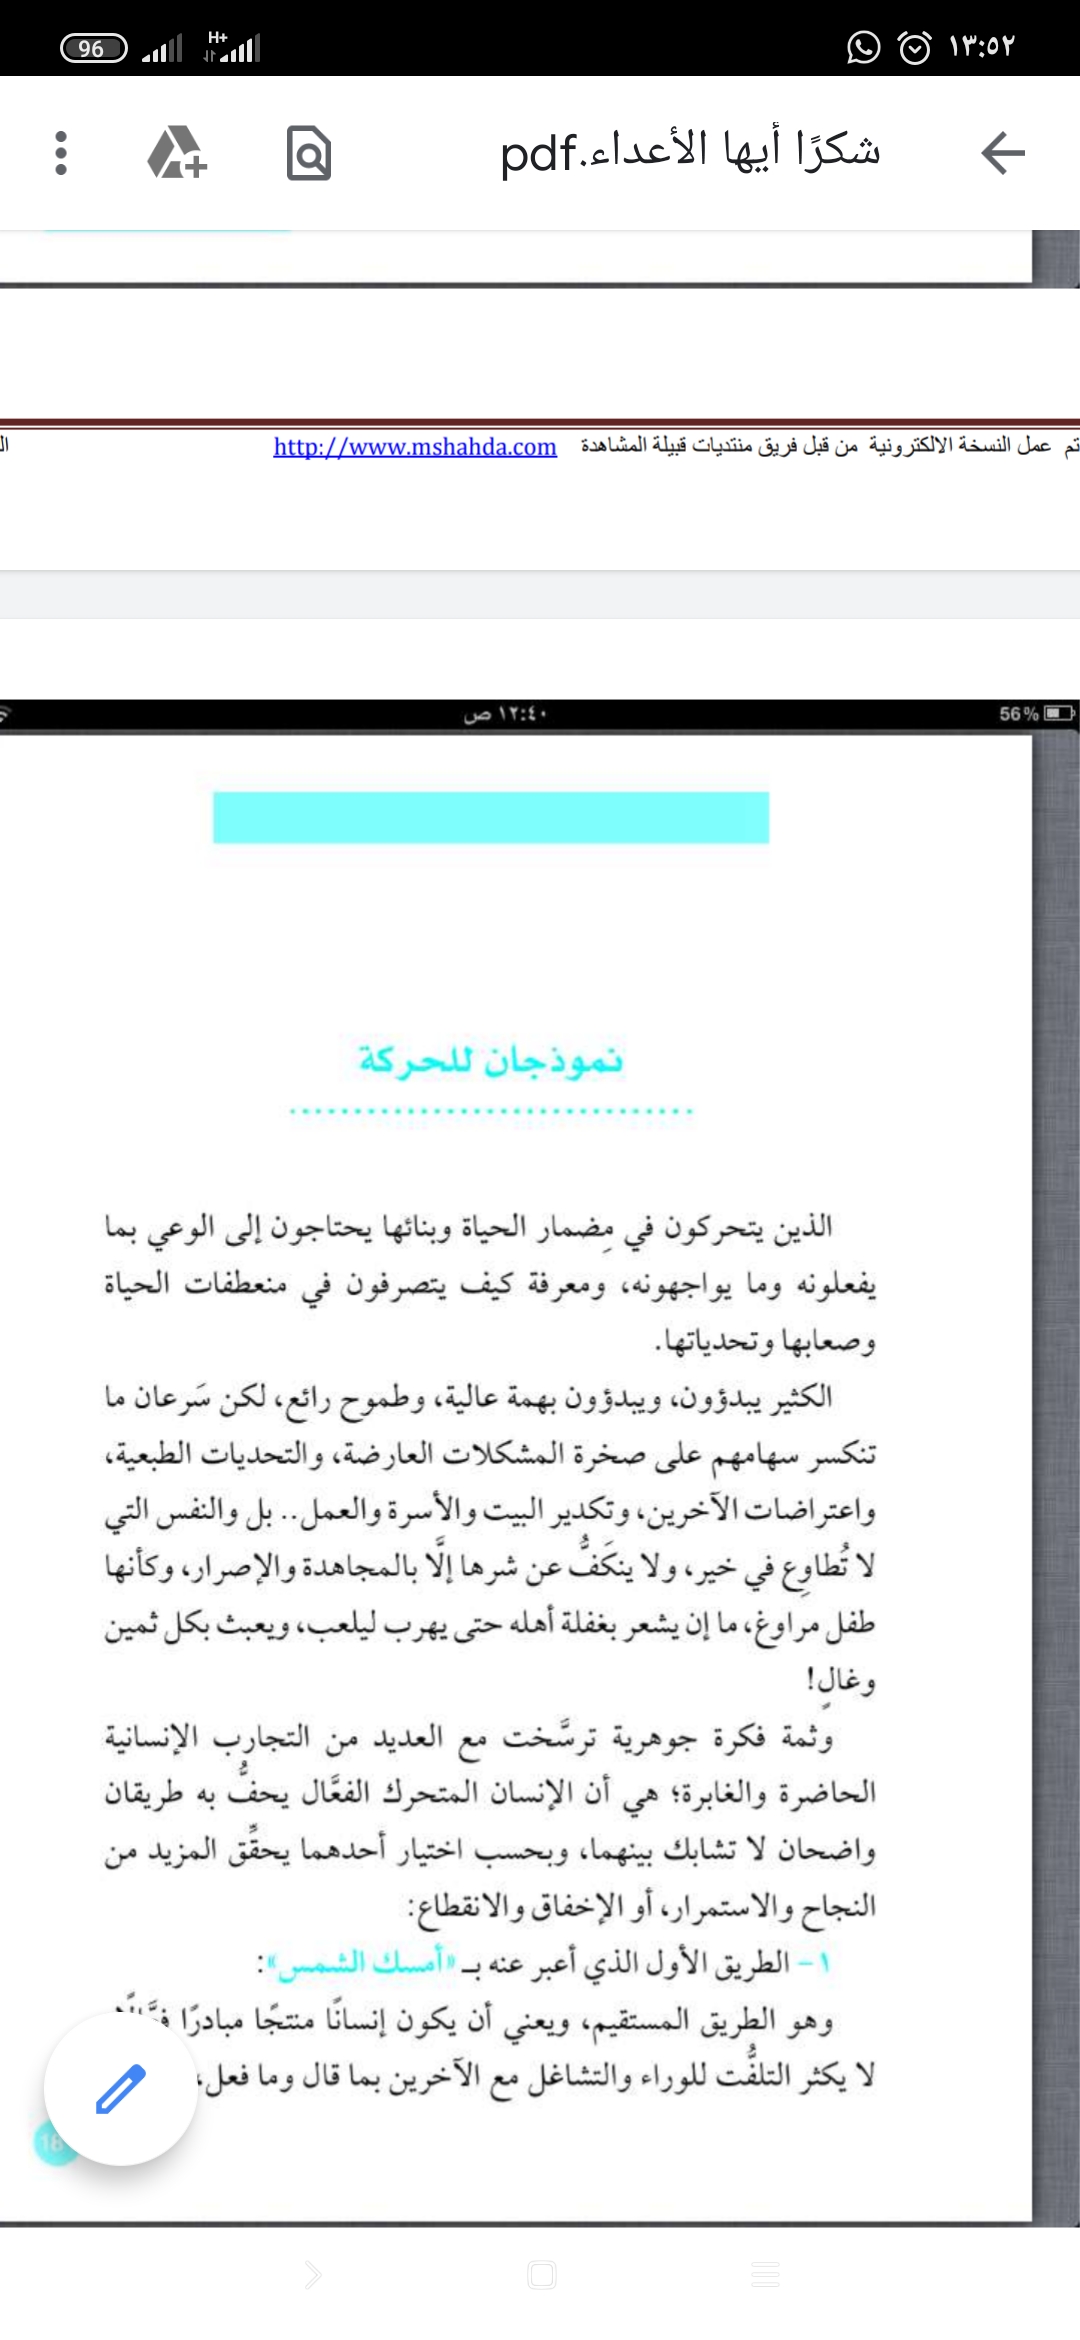 96 H+ ١٣:٥٢
شكرًا أيها الأعداء.pdf
تم عمل النسخة الالكترونية من قبل فريق منتديات قبيلة المشاهدة http://www.mshahda.com
١٢:٤٠ ص 56%
نموذجان للحركة
الذين يتحركون في مِضمار الحياة وبنائها يحتاجون إلى الوعي بما
يفعلونه وما يواجهونه، ومعرفة كيف يتصرفون في منعطفات الحياة
وصعابها وتحدياتها.
الكثير يبدؤون، ويبدؤون بهمة عالية، وطموح رائع، لكن سَرعان ما
تنكسر سهامهم على صخرة المشكلات العارضة، والتحديات الطبعية،
واعتراضات الآخرين، وتكدير البيت والأسرة والعمل.. بل والنفس التي
لا تُطاوِع في خير، ولا ينكَفُّ عن شرها إلَّا بالمجاهدة والإصرار، وكأنها
طفل مراوغ، ما إن يشعر بغفلة أهله حتى يهرب ليلعب، ويعبث بكل ثمين
وغالٍ!
وثمة فكرة جوهرية ترسَّخت مع العديد من التجارب الإنسانية
الحاضرة والغابرة؛ هي أن الإنسان المتحرك الفعَّال يحفُّ به طريقان
واضحان لا تشابك بينهما، وبحسب اختيار أحدهما يحقِّق المزيد من
النجاح والاستمرار، أو الإخفاق والانقطاع:
١- الطريق الأول الذي أعبر عنه بـ «أمسك الشمس»:
وهو الطريق المستقيم، ويعني أن يكون إنسانًا منتجًا مبادرًا
لا يكثر التلفُّت للوراء والتشاغل مع الآخرين بما قال وما فعل،
18